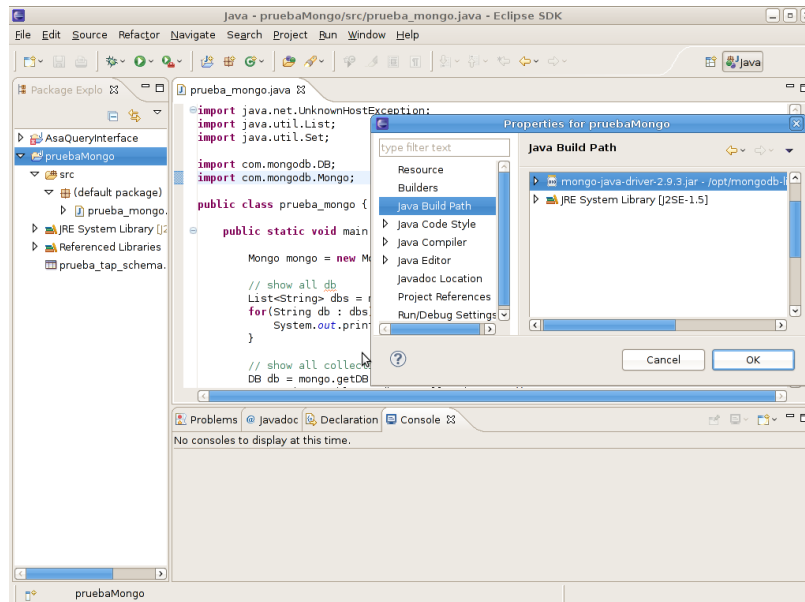 Java - pruebaMongo/src/prueba_mongo.java - Eclipse SDK
File Edit Source Refactor Navigate Search Project Run Window Help
Java
Package Explo
prueba_mongo.java
AsaQueryInterface
pruebaMongo
src
(default package)
prueba_mongo.
JRE System Library [J2
Referenced Libraries
prueba_tap_schema.
import java.net.UnknownHostException;
import java.util.List;
import java.util.Set;
import com.mongodb.DB;
import com.mongodb.Mongo;
public class prueba_mongo {
public static void main
Mongo mongo = new Mo
// show all db
List<String> dbs = m
for(String db : dbs)
System.out.print
}
// show all collect
DB db = mongo.getDB
Properties for pruebaMongo
type filter text
Resource
Builders
Java Build Path
Java Code Style
Java Compiler
Java Editor
Javadoc Location
Project References
Run/Debug Settings
Java Build Path
mongo-java-driver-2.9.3.jar - /opt/mongodb-l
JRE System Library [J2SE-1.5]
Cancel
OK
Problems Javadoc Declaration Console
No consoles to display at this time.
pruebaMongo